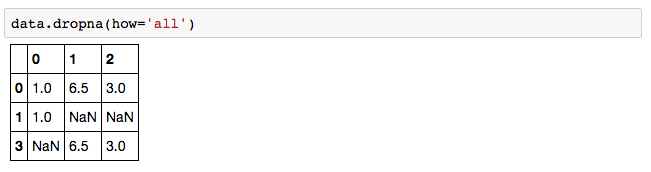 data.dropna(how='all')
0 1 2
0 1.0 6.5 3.0
1 1.0 NaN NaN
3 NaN 6.5 3.0